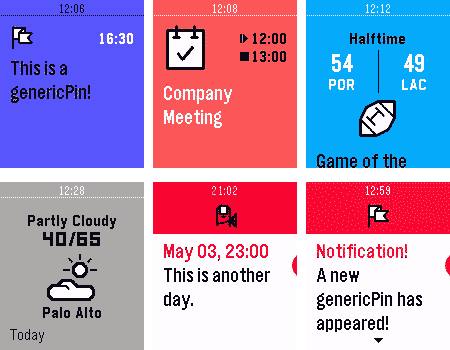 12:06
16:30
This is a
genericPin!
12:08
12:00
13:00
Company
Meeting
12:12
Halftime
54 49
POR LAC
Game of the
12:28
Partly Cloudy
40/65
Palo Alto
Today
21:02
May 03, 23:00
This is another
day.
12:59
Notification!
A new
genericPin has
appeared!